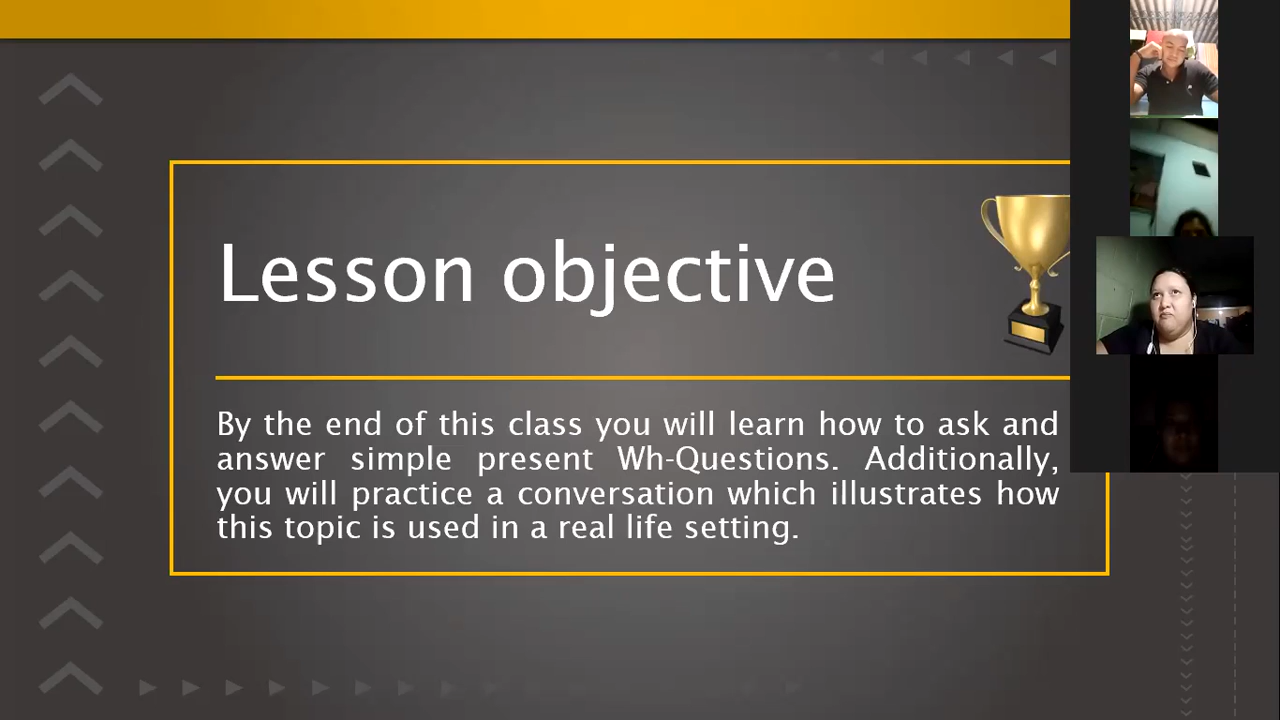 Lesson objective
By the end of this class you will learn how to ask and
answer simple present Wh-Questions. Additionally,
you will practice a conversation which illustrates how
this topic is used in a real life setting.